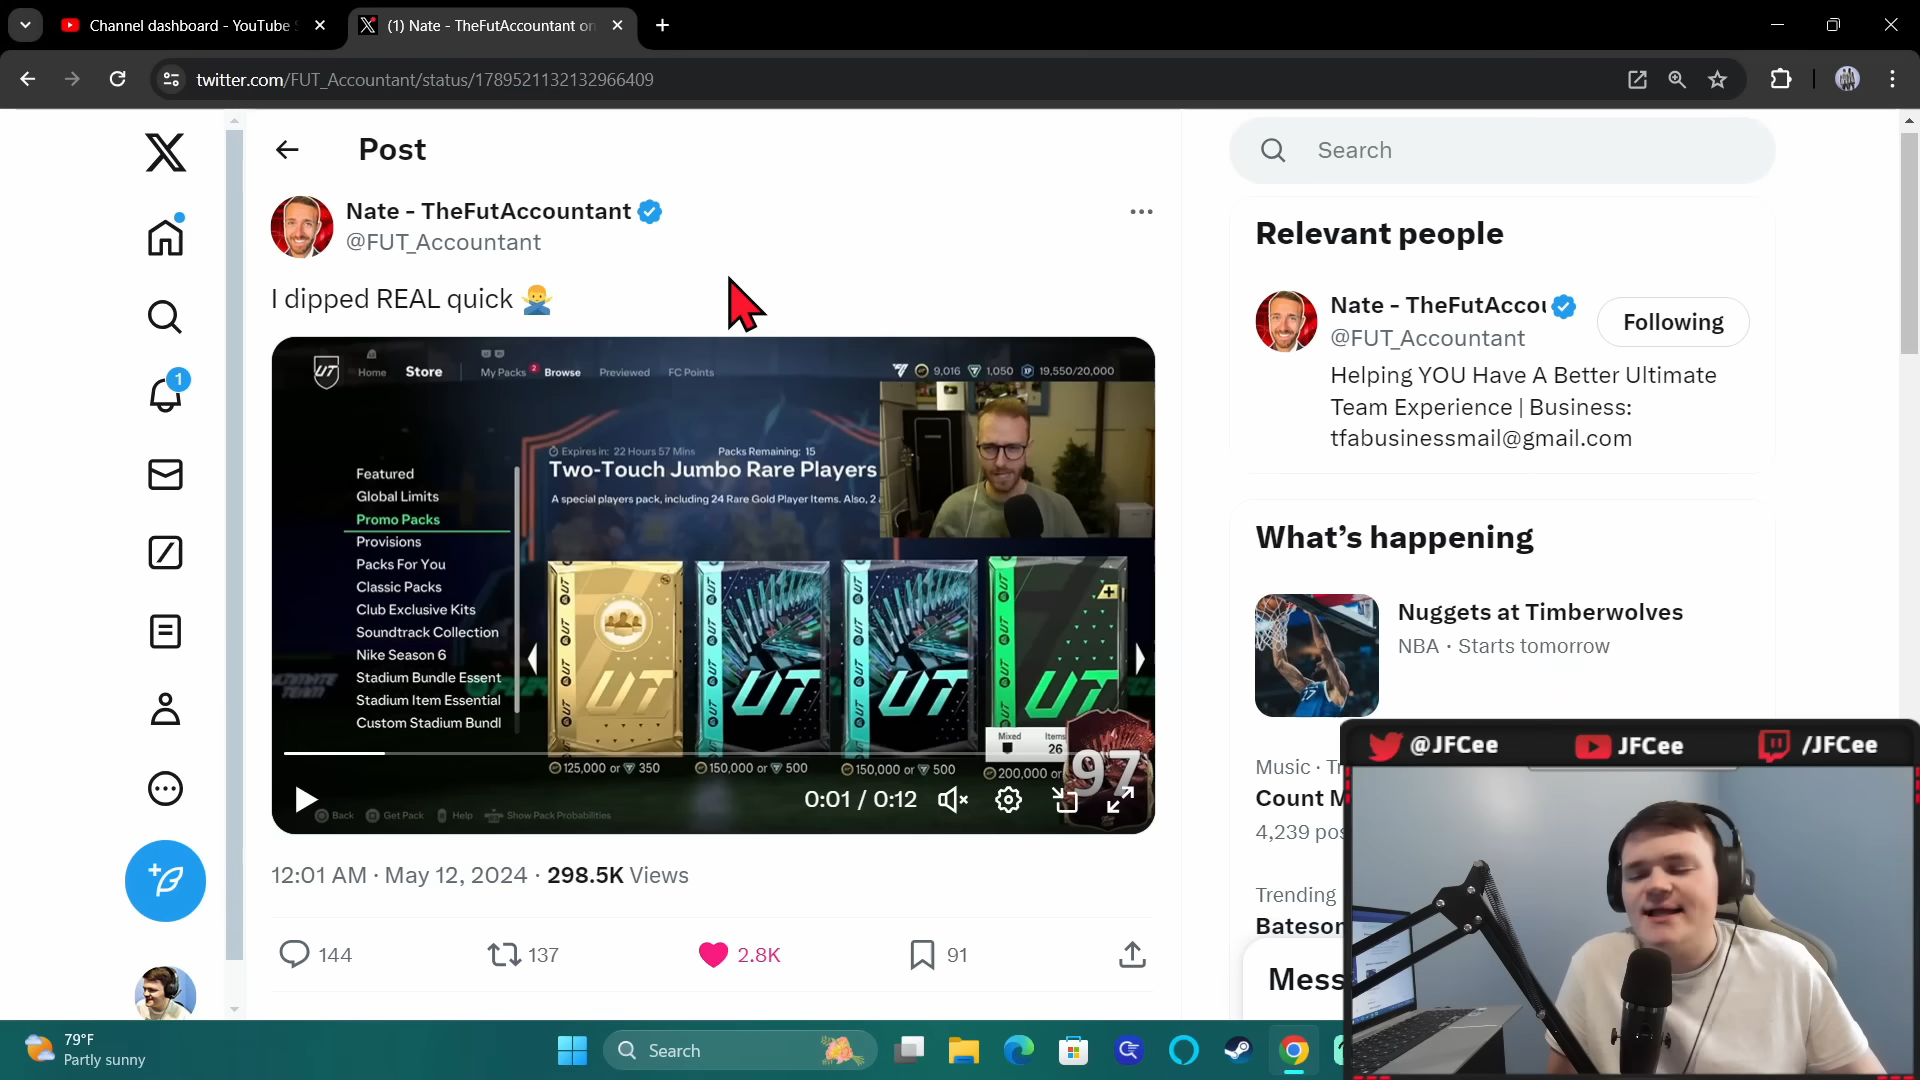 Channel dashboard - YouTube S
(1) Nate - TheFutAccountant on
twitter.com/FUT_Accountant/status/1789521132132966409
Post
Nate - TheFutAccountant
@FUT_Accountant
I dipped REAL quick
UT
Home
Store
My Packs
2
Browse
Previewed
FC Points
9,016
1,050
XP
19,550/20,000
Expires in: 22 Hours 57 Mins
Packs Remaining: 15
Two-Touch Jumbo Rare Players
A special players pack, including 24 Rare Gold Player Items. Also, 2
Featured
Global Limits
Promo Packs
Provisions
Packs For You
Classic Packs
Club Exclusive Kits
Soundtrack Collection
Nike Season 6
Stadium Bundle Essent
Stadium Item Essential
Custom Stadium Bundl
UT
UT
UT
UT
Mixed
Items
26
97
125,000 or 350
150,000 or 500
150,000 or 500
200,000 or
0:01 / 0:12
Back
Get Pack
Help
Show Pack Probabilities
12:01 AM · May 12, 2024 · 298.5K Views
144
137
2.8K
91
1
Search
Relevant people
Nate - TheFutAccou
@FUT_Accountant
Following
Helping YOU Have A Better Ultimate
Team Experience | Business:
tfabusinessmail@gmail.com
What's happening
Nuggets at Timberwolves
NBA · Starts tomorrow
Music · Tr
Count M
4,239 pos
Trending
Bateson
Mess
@JFCee
JFCee
/JFCee
79°F
Partly sunny
Search